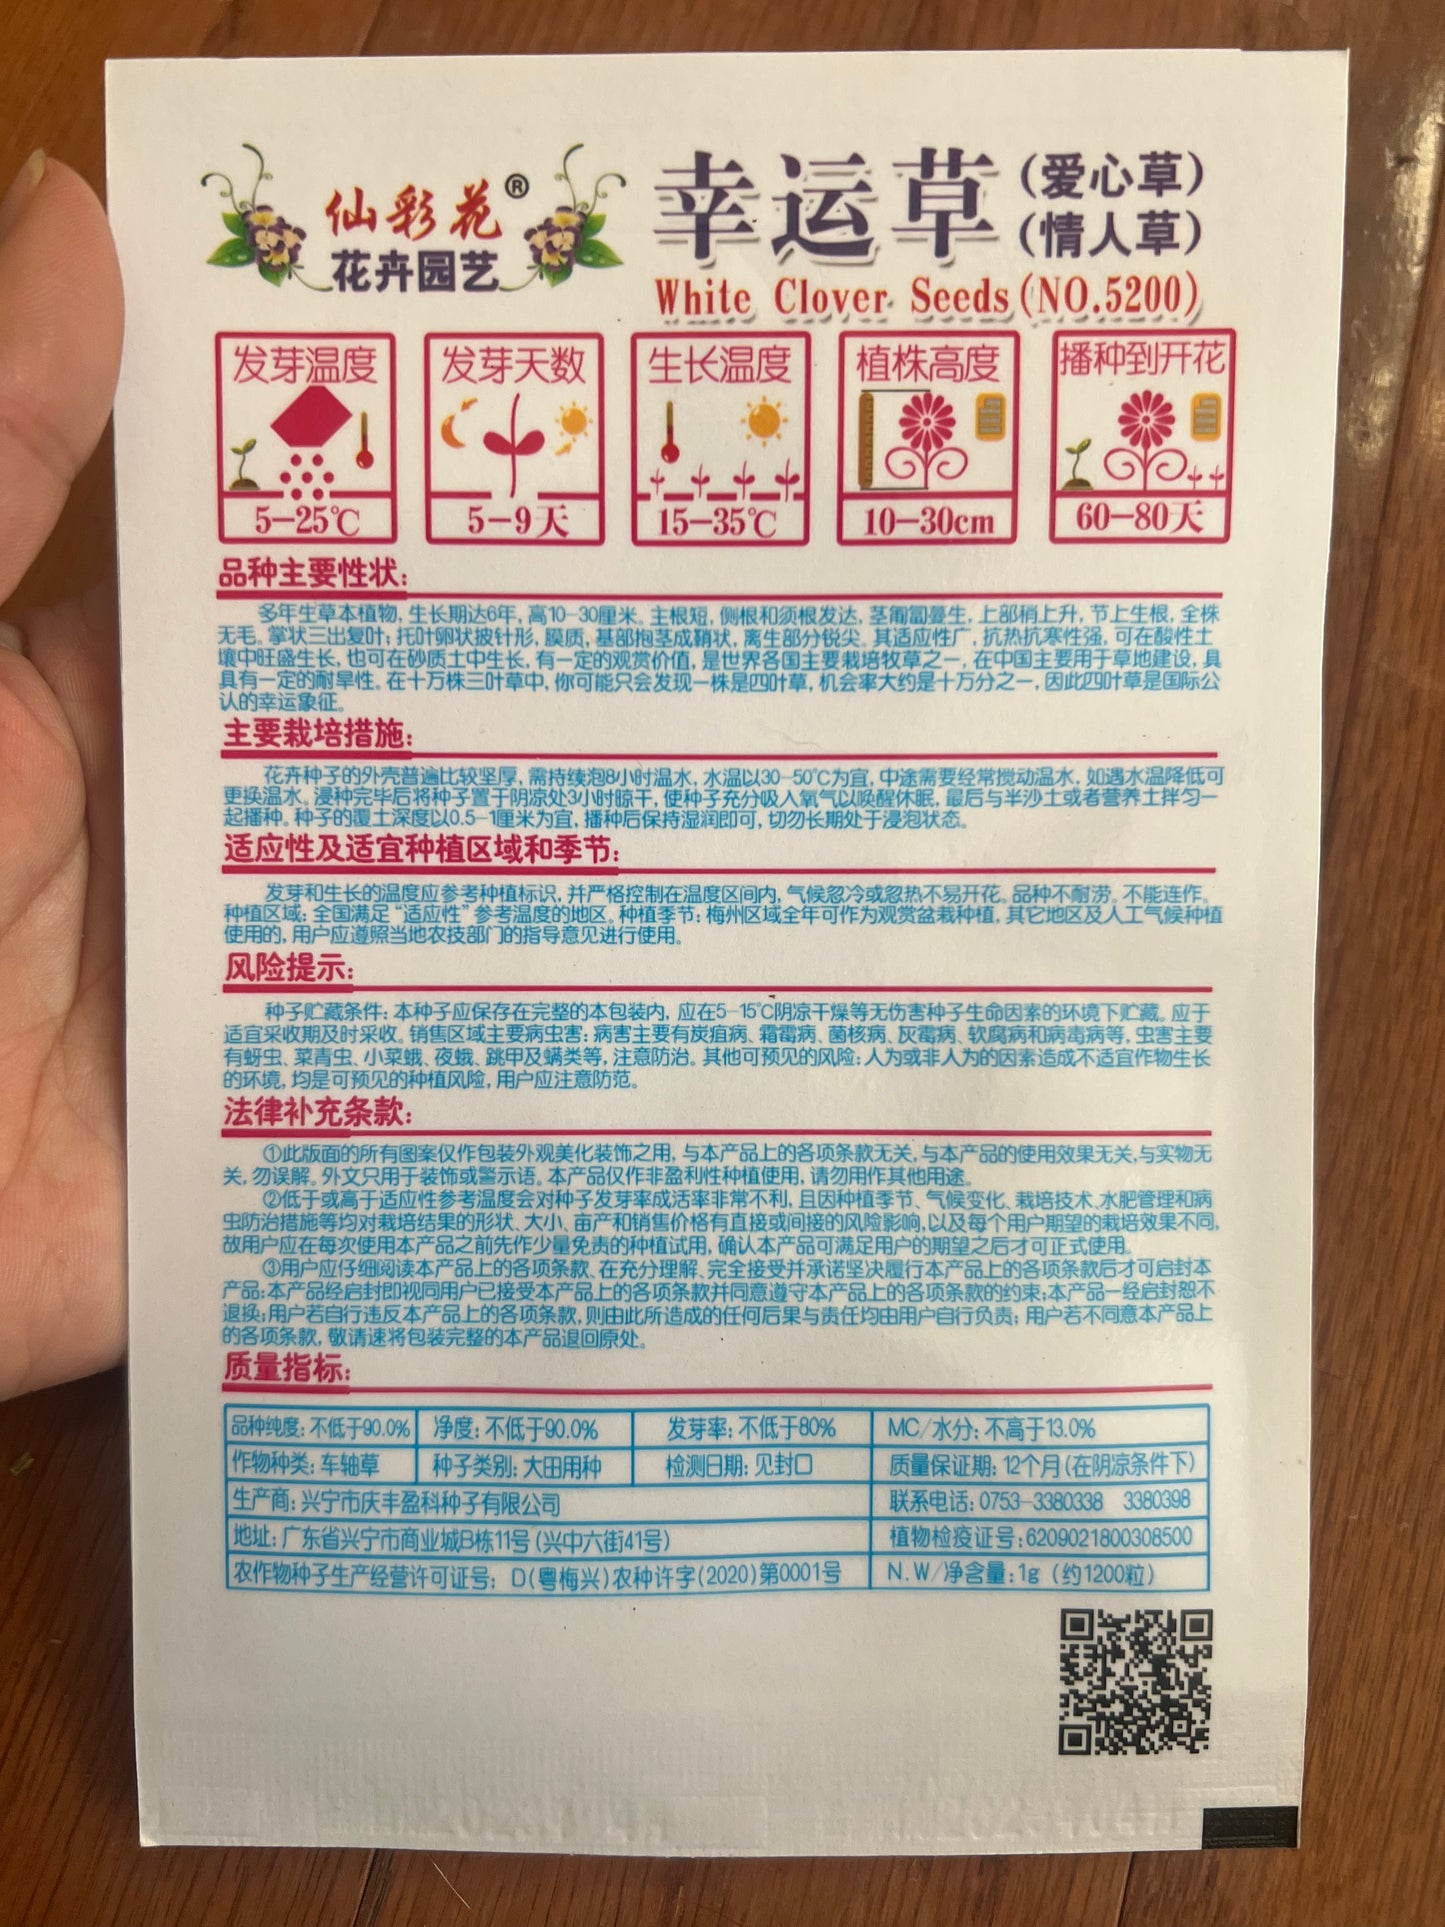 仙彩花®
花卉园艺
幸运草(爱心草)
(情人草)
White Clover Seeds(NO.5200)
发芽温度 发芽天数 生长温度 植株高度 播种到开花
5-25℃ 5-9天 15-35℃ 10-30cm 60-80天
品种主要性状:
多年生草本植物, 生长期达6年, 高10-30厘米。主根短, 侧根和须根发达, 茎匍匐蔓生, 上部稍上升, 节上生根, 全株
无毛。掌状三出复叶; 托叶卵状披针形, 膜质, 基部抱茎成鞘状, 离生部分锐尖。其适应性广, 抗热抗寒性强, 可在酸性土
壤中旺盛生长, 也可在砂质土中生长, 有一定的观赏价值, 是世界各国主要栽培牧草之一, 在中国主要用于草地建设, 具
具有一定的耐旱性。在十万株三叶草中, 你可能只会发现一株是四叶草, 机会率大约是十万分之一, 因此四叶草是国际公
认的幸运象征。
主要栽培措施:
花卉种子的外壳普遍比较坚厚, 需持续泡8小时温水, 水温以30-50℃为宜, 中途需要经常搅动温水, 如遇水温降低可
更换温水。浸种完毕后将种子置于阴凉处3小时晾干, 使种子充分吸入氧气以唤醒休眠, 最后与半沙土或者营养土拌匀一
起播种。种子的覆土深度以0.5-1厘米为宜, 播种后保持湿润即可, 切勿长期处于浸泡状态。
适应性及适宜种植区域和季节:
发芽和生长的温度应参考种植标识, 并严格控制在温度区间内, 气候忽冷或忽热不易开花。品种不耐涝, 不能连作。
种植区域: 全国满足“适应性”参考温度的地区。种植季节: 梅州区域全年可作为观赏盆栽种植, 其它地区及人工气候种植
使用的, 用户应遵照当地农技部门的指导意见进行使用。
风险提示:
种子贮藏条件: 本种子应保存在完整的本包装内, 应在5-15℃阴凉干燥等无伤害种子生命因素的环境下贮藏。应于
适宜采收期及时采收。销售区域主要病虫害: 病害主要有炭疽病、霜霉病、菌核病、灰霉病、软腐病和病毒病等, 虫害主要
有蚜虫、菜青虫、小菜蛾、夜蛾、跳甲及螨类等, 注意防治。其他可预见的风险: 人为或非人为的因素造成不适宜作物生长
的环境, 均是可预见的种植风险, 用户应注意防范。
法律补充条款:
①此版面的所有图案仅作包装外观美化装饰之用, 与本产品上的各项条款无关, 与本产品的使用效果无关, 与实物无
关, 勿误解。外文只用于装饰或警示语。本产品仅作非盈利性种植使用, 请勿用作其他用途。
②低于或高于适应性参考温度会对种子发芽率成活率非常不利, 且因种植季节、气候变化、栽培技术、水肥管理和病
虫防治措施等均对栽培结果的形状、大小、亩产和销售价格有直接或间接的风险影响, 以及每个用户期望的栽培效果不同,
故用户应在每次使用本产品之前先作少量免责的种植试用, 确认本产品可满足用户的期望之后才可正式使用。
③用户应仔细阅读本产品上的各项条款、在充分理解、完全接受并承诺坚决履行本产品上的各项条款后才可启封本
产品; 本产品经启封即视同用户已接受本产品上的各项条款并同意遵守本产品上的各项条款的约束; 本产品一经启封恕不
退换; 用户若自行违反本产品上的各项条款, 则由此所造成的任何后果与责任均由用户自行负责; 用户若不同意本产品上
的各项条款, 敬请速将包装完整的本产品退回原处。
质量指标:
品种纯度: 不低于90.0% 净度: 不低于90.0% 发芽率: 不低于80% MC/水分: 不高于13.0%
作物种类: 车轴草 种子类别: 大田用种 检测日期: 见封口 质量保证期: 12个月(在阴凉条件下)
生产商: 兴宁市庆丰盈科种子有限公司 联系电话: 0753-3380338 3380398
地址: 广东省兴宁市商业城B栋11号(兴中六街41号) 植物检疫证号: 6209021800308500
农作物种子生产经营许可证号: D(粤梅兴)农种许字(2020)第0001号 N.W/净含量: 1g (约1200粒)